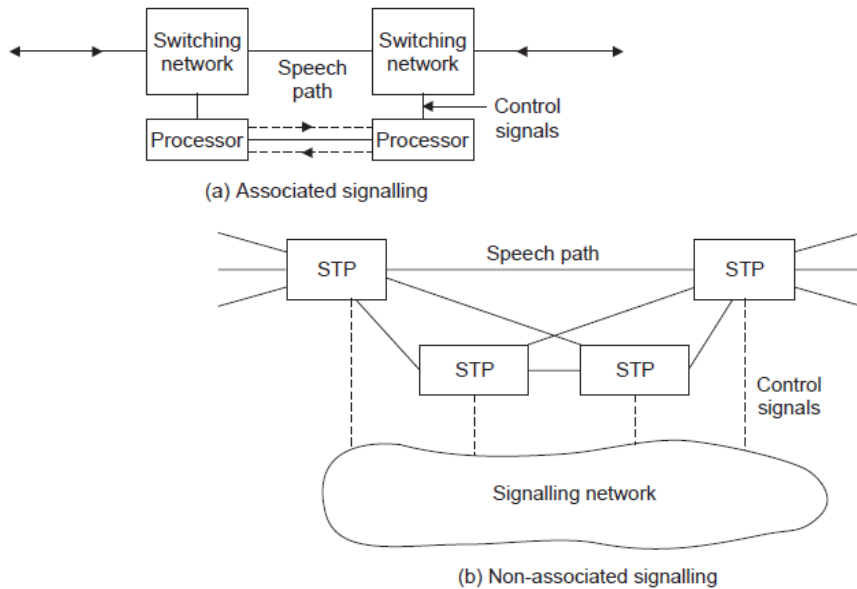 Switching
network
Switching
network
Speech
path
Control
signals
Processor
Processor
(a) Associated signalling
STP
Speech path
STP
STP
STP
Control
signals
Signalling network
(b) Non-associated signalling